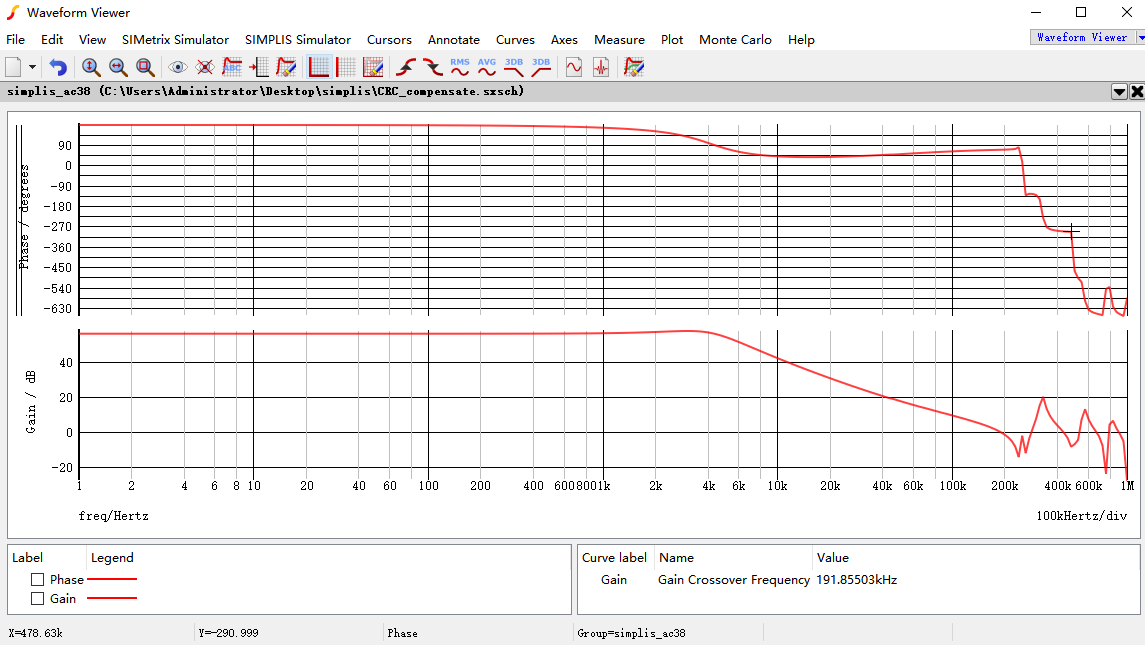 Waveform Viewer
File Edit View SIMetrix Simulator SIMPLIS Simulator Cursors Annotate Curves Axes Measure Plot Monte Carlo Help
Waveform Viewer
ABC RMS AVG 3DB 3DB
simplis_ac38 (C:\Users\Administrator\Desktop\simplis\CRC_compensate.sxsch)
Phase / degrees
90
0
-90
-180
-270
-360
-450
-540
-630
Gain / dB
40
20
0
-20
1 2 4 6 8 10 20 40 60 100 200 400 600 800 1k 2k 4k 6k 10k 20k 40k 60k 100k 200k 400k 600k 1M
freq/Hertz 100kHertz/div
Label Legend
Phase
Gain
Curve label Name Value
Gain Gain Crossover Frequency 191.85503kHz
X=478.63k Y=-290.999 Phase Group=simplis_ac38